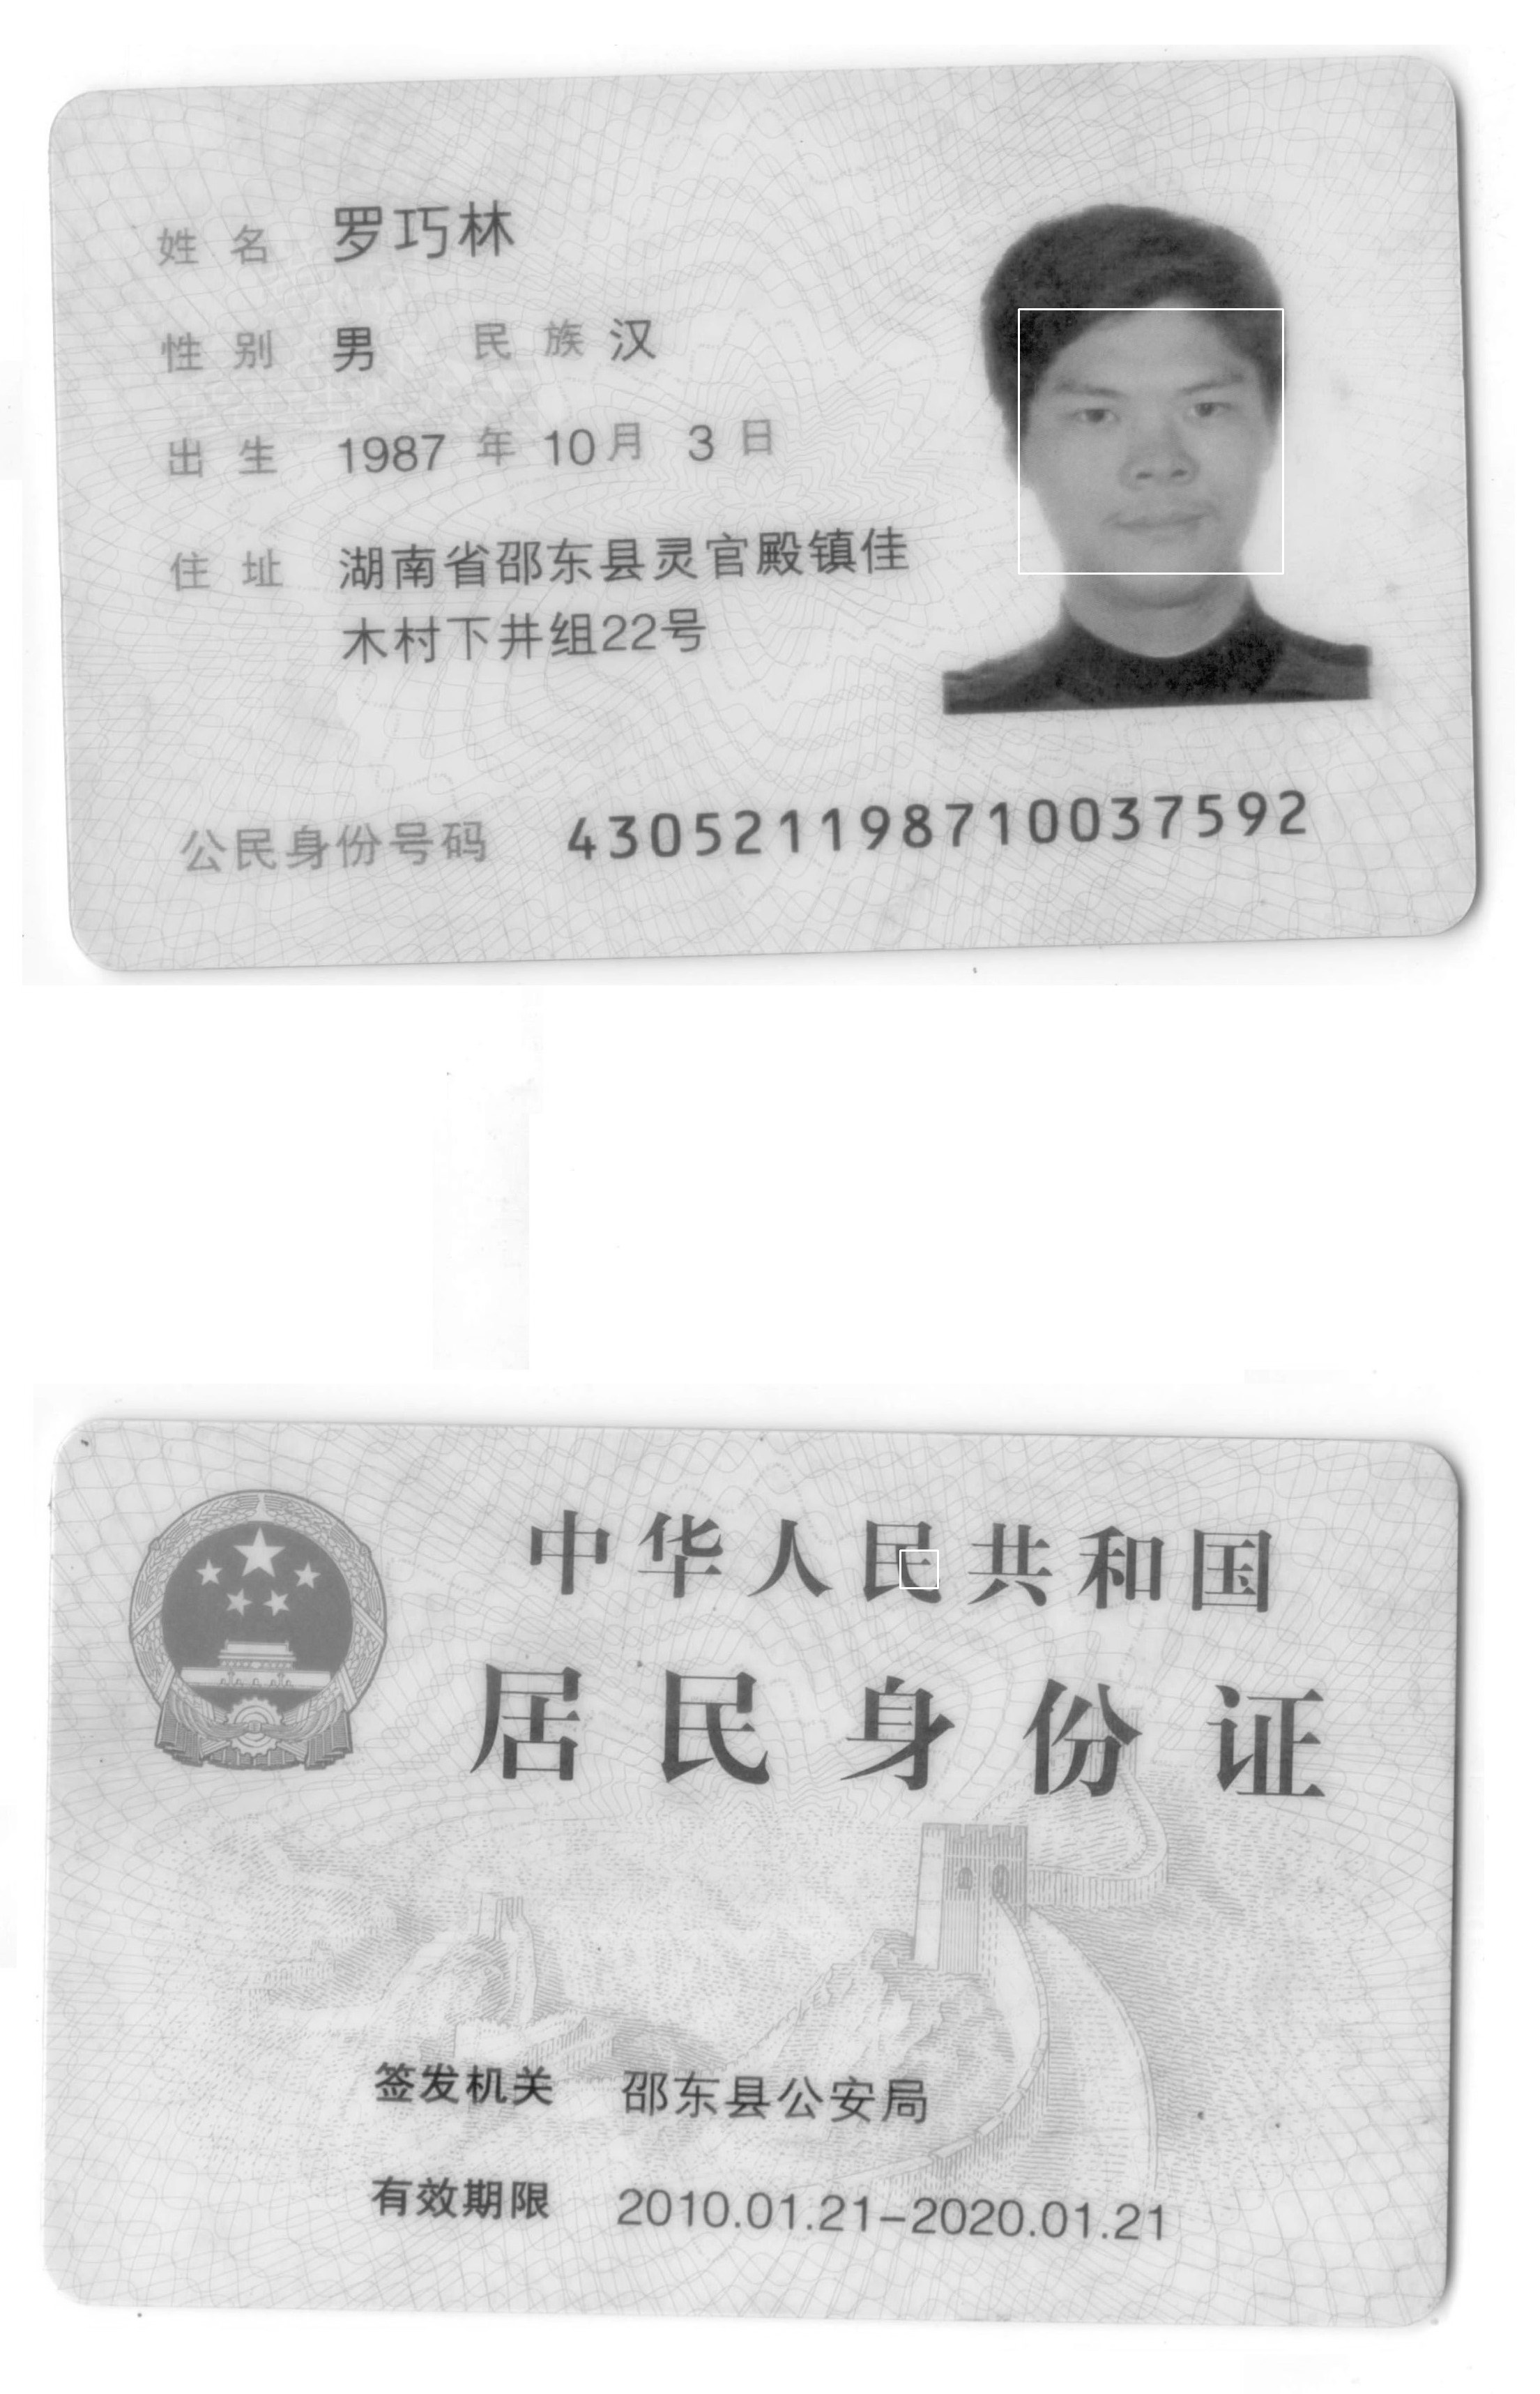 姓名 罗巧林
性别 男 民族 汉
出生 1987 年 10 月 3 日
住址 湖南省邵东县灵官殿镇佳
木村下井组22号
公民身份号码 430521198710037592
中华人民共和国
居民身份证
签发机关 邵东县公安局
有效期限 2010.01.21-2020.01.21